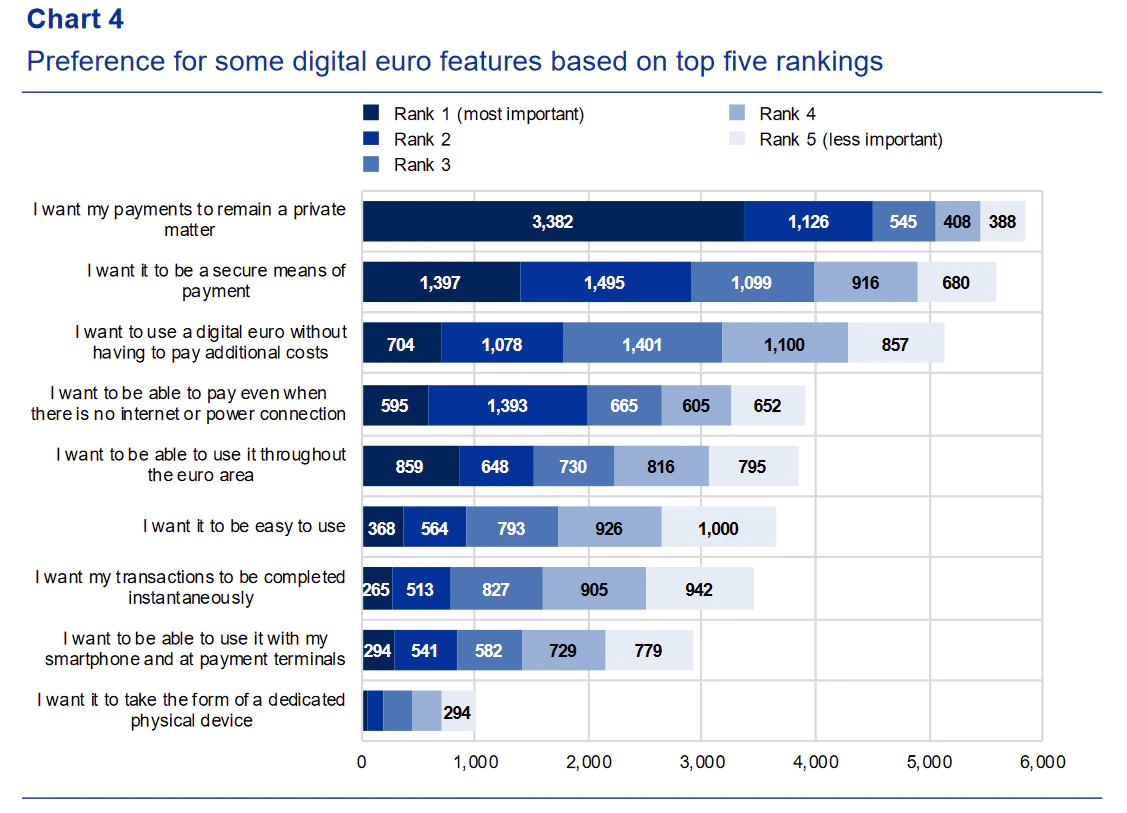 Chart 4
Preference for some digital euro features based on top five rankings
Rank 1 (most important)
Rank 2
Rank 3
Rank 4
Rank 5 (less important)
I want my payments to remain a private
matter
3,382 1,126 545 408 388
I want it to be a secure means of
payment
1,397 1,495 1,099 916 680
I want to use a digital euro without
having to pay additional costs
704 1,078 1,401 1,100 857
I want to be able to pay even when
there is no internet or power connection
595 1,393 665 605 652
I want to be able to use it throughout
the euro area
859 648 730 816 795
I want it to be easy to use
368 564 793 926 1,000
I want my transactions to be completed
instantaneously
265 513 827 905 942
I want to be able to use it with my
smartphone and at payment terminals
294 541 582 729 779
I want it to take the form of a dedicated
physical device
294
0 1,000 2,000 3,000 4,000 5,000 6,000